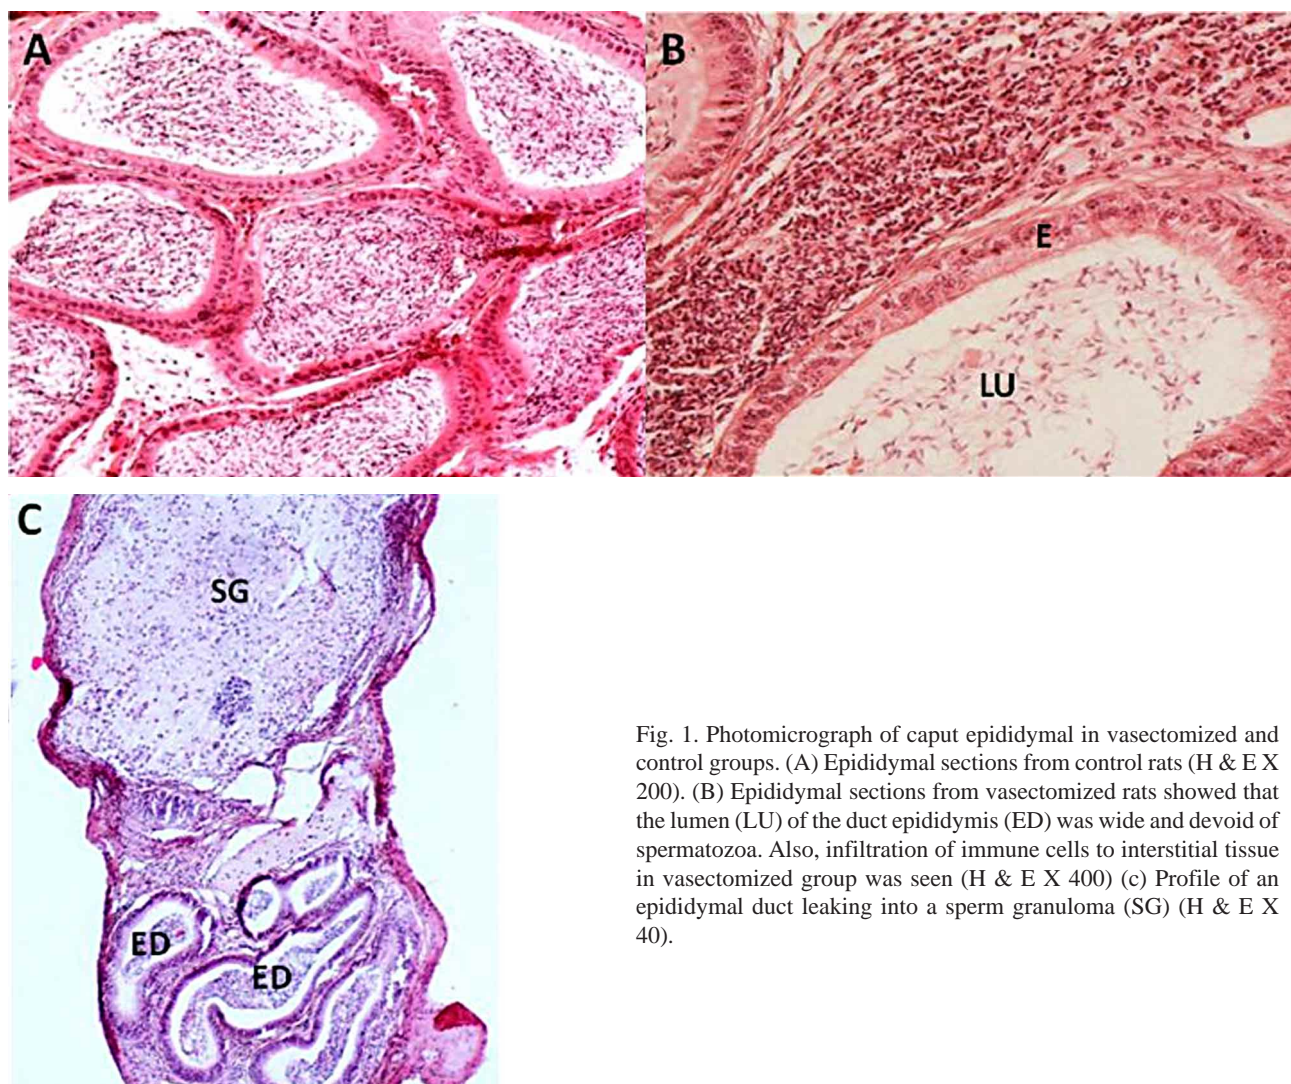 A
B
E
LU
C
SG
ED
ED
Fig. 1. Photomicrograph of caput epididymal in vasectomized and
control groups. (A) Epididymal sections from control rats (H & E X
200). (B) Epididymal sections from vasectomized rats showed that
the lumen (LU) of the duct epididymis (ED) was wide and devoid of
spermatozoa. Also, infiltration of immune cells to interstitial tissue
in vasectomized group was seen (H & E X 400) (c) Profile of an
epididymal duct leaking into a sperm granuloma (SG) (H & E X
40).